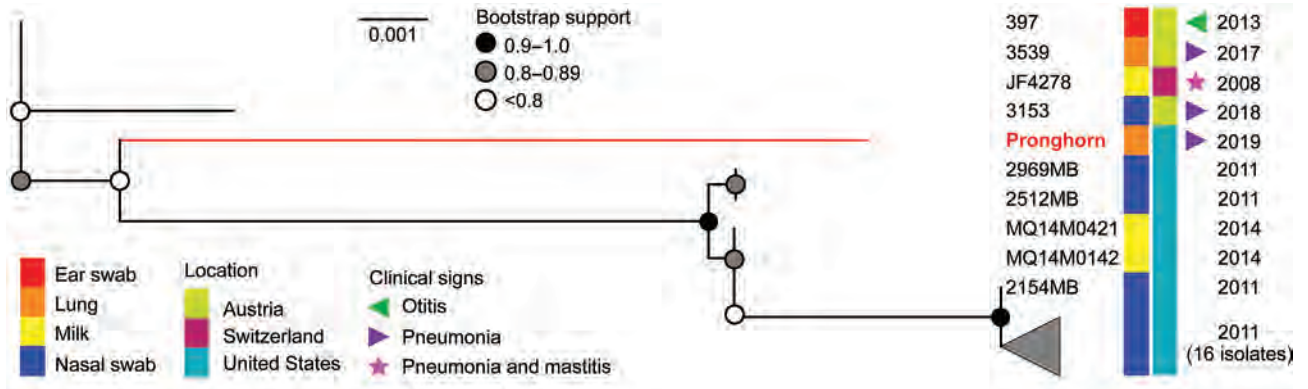 0.001
Bootstrap support
0.9–1.0
0.8–0.89
<0.8
397 2013
3539 2017
JF4278 2008
3153 2018
Pronghorn 2019
2969MB 2011
2512MB 2011
MQ14M0421 2014
MQ14M0142 2014
2154MB 2011
2011
(16 isolates)
Ear swab
Lung
Milk
Nasal swab
Location
Austria
Switzerland
United States
Clinical signs
Otitis
Pneumonia
Pneumonia and mastitis